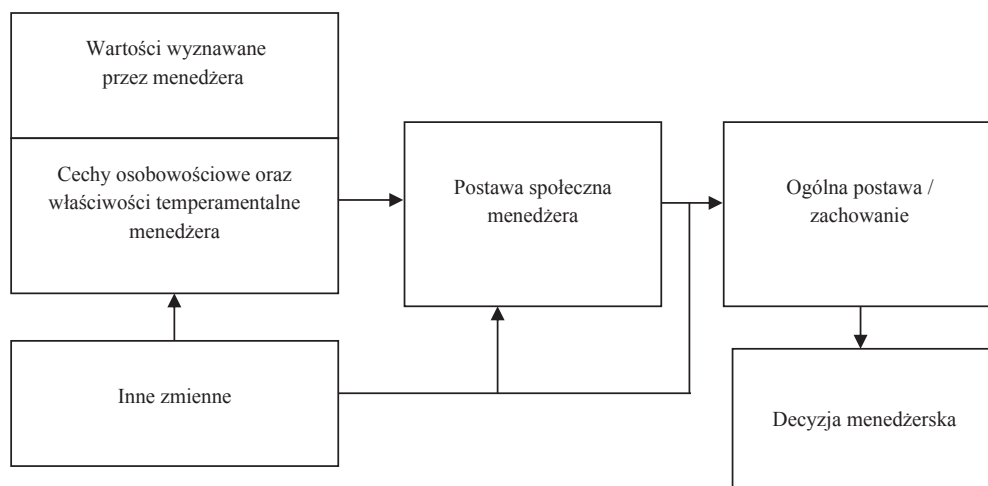 Wartości wyznawane
przez menedżera
Cechy osobowościowe oraz
właściwości temperamentalne
menedżera
Postawa społeczna
menedżera
Ogólna postawa /
zachowanie
Inne zmienne
Decyzja menedżerska